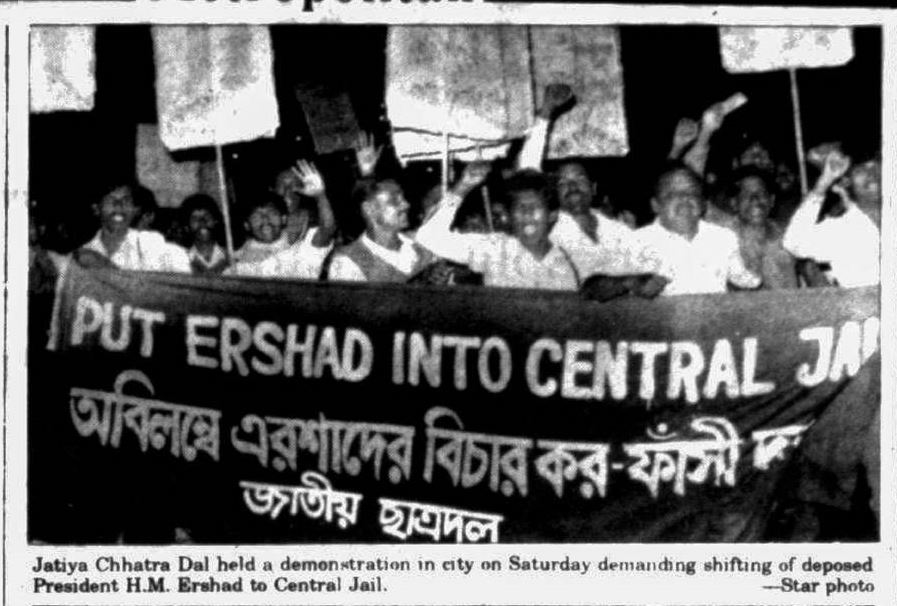 PUT ERSHAD INTO CENTRAL
অবিলম্বে এরশাদের বিচার কর-ফাঁসী
জাতীয় ছাত্রদল
Jatiya Chhatra Dal held a demonstration in city on Saturday demanding shifting of deposed
President H.M. Ershad to Central Jail. —Star photo